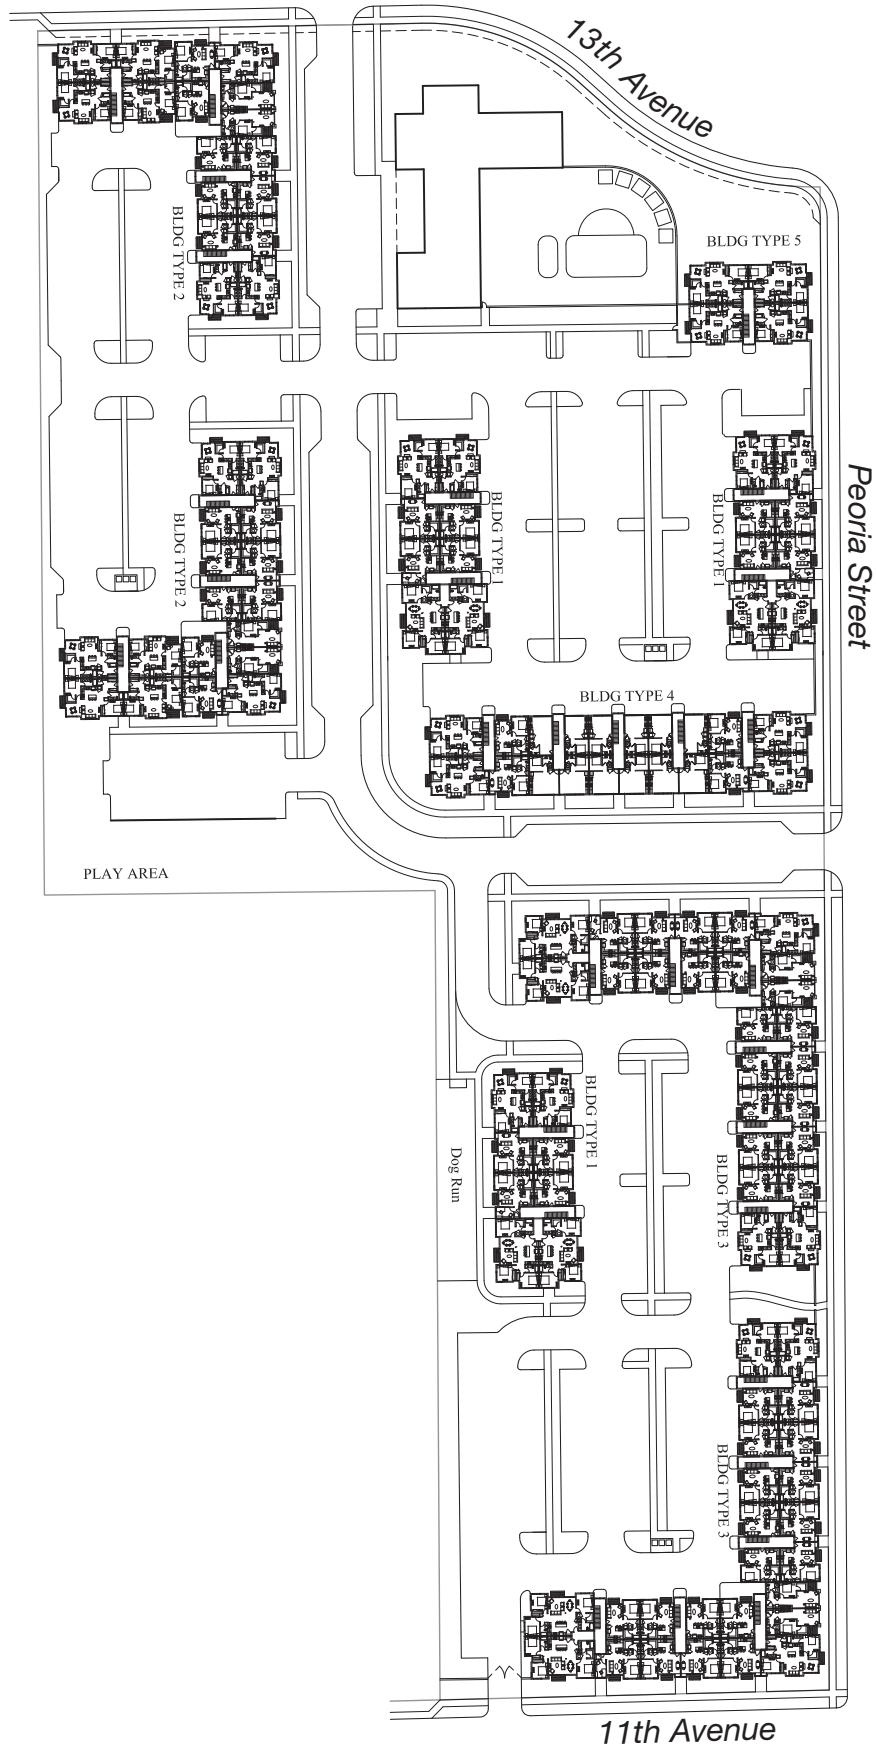 13th Avenue
BLDG TYPE 2
BLDG TYPE 5
Peoria Street
BLDG TYPE 1
BLDG TYPE 1
BLDG TYPE 2
BLDG TYPE 4
PLAY AREA
BLDG TYPE 1
Dog Run
BLDG TYPE 3
BLDG TYPE 3
11th Avenue